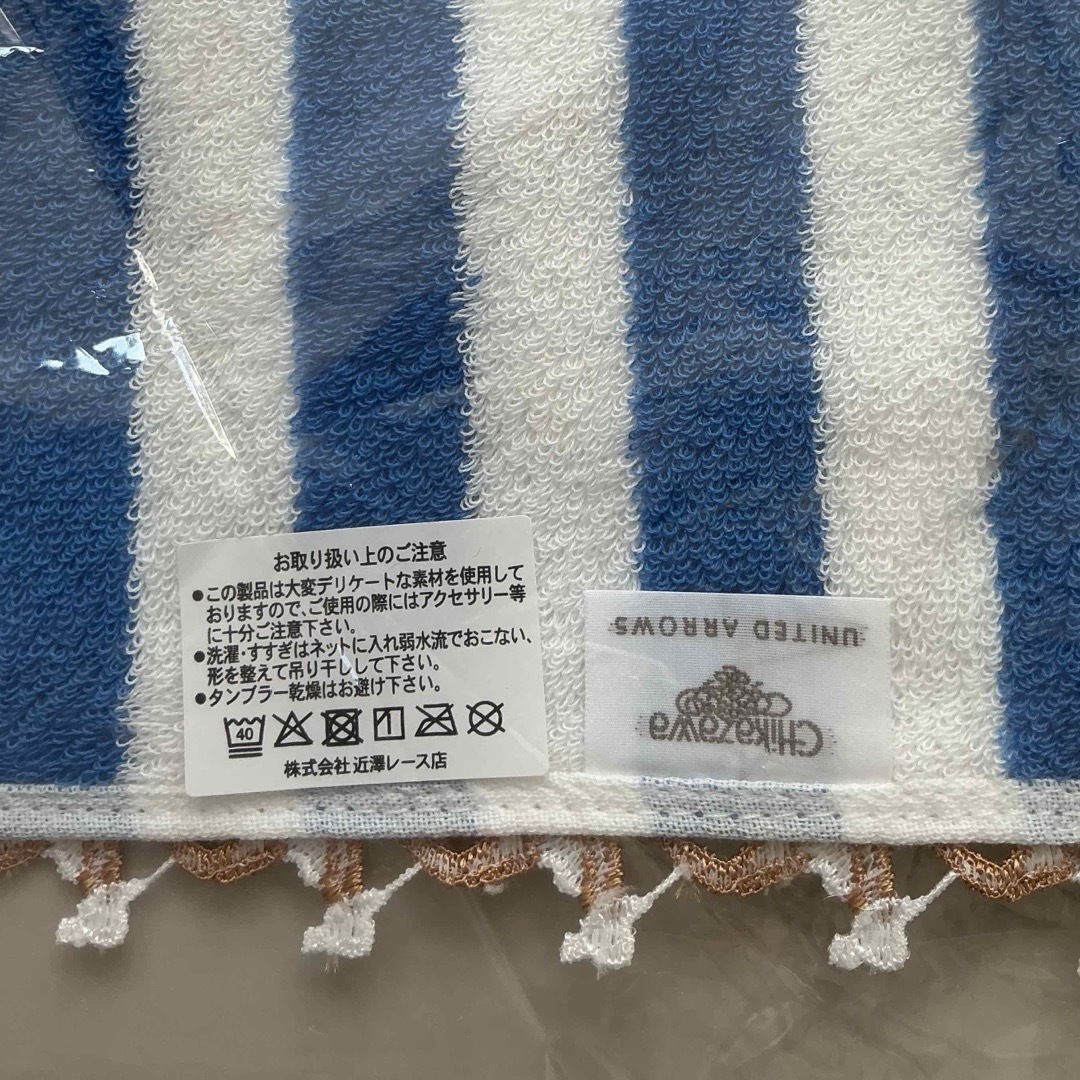 お取り扱い上のご注意
●この製品は大変デリケートな素材を使用して
おりますので、ご使用の際にはアクセサリー等
に十分ご注意下さい。
●洗濯・すすぎはネットに入れ弱水流でおこない、
形を整えて吊り干しして下さい。
●タンブラー乾燥はお避け下さい。
40
株式会社 近澤レース店
Chikazawa
UNITED ARROWS